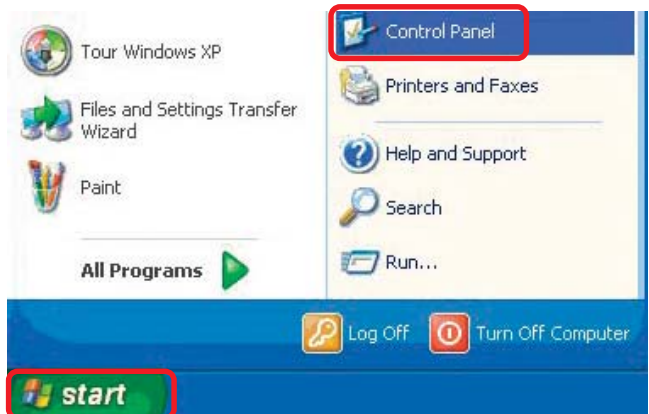 Tour Windows XP
Files and Settings Transfer
Wizard
Paint
All Programs
Control Panel
Printers and Faxes
Help and Support
Search
Run...
Log Off
Turn Off Computer
start